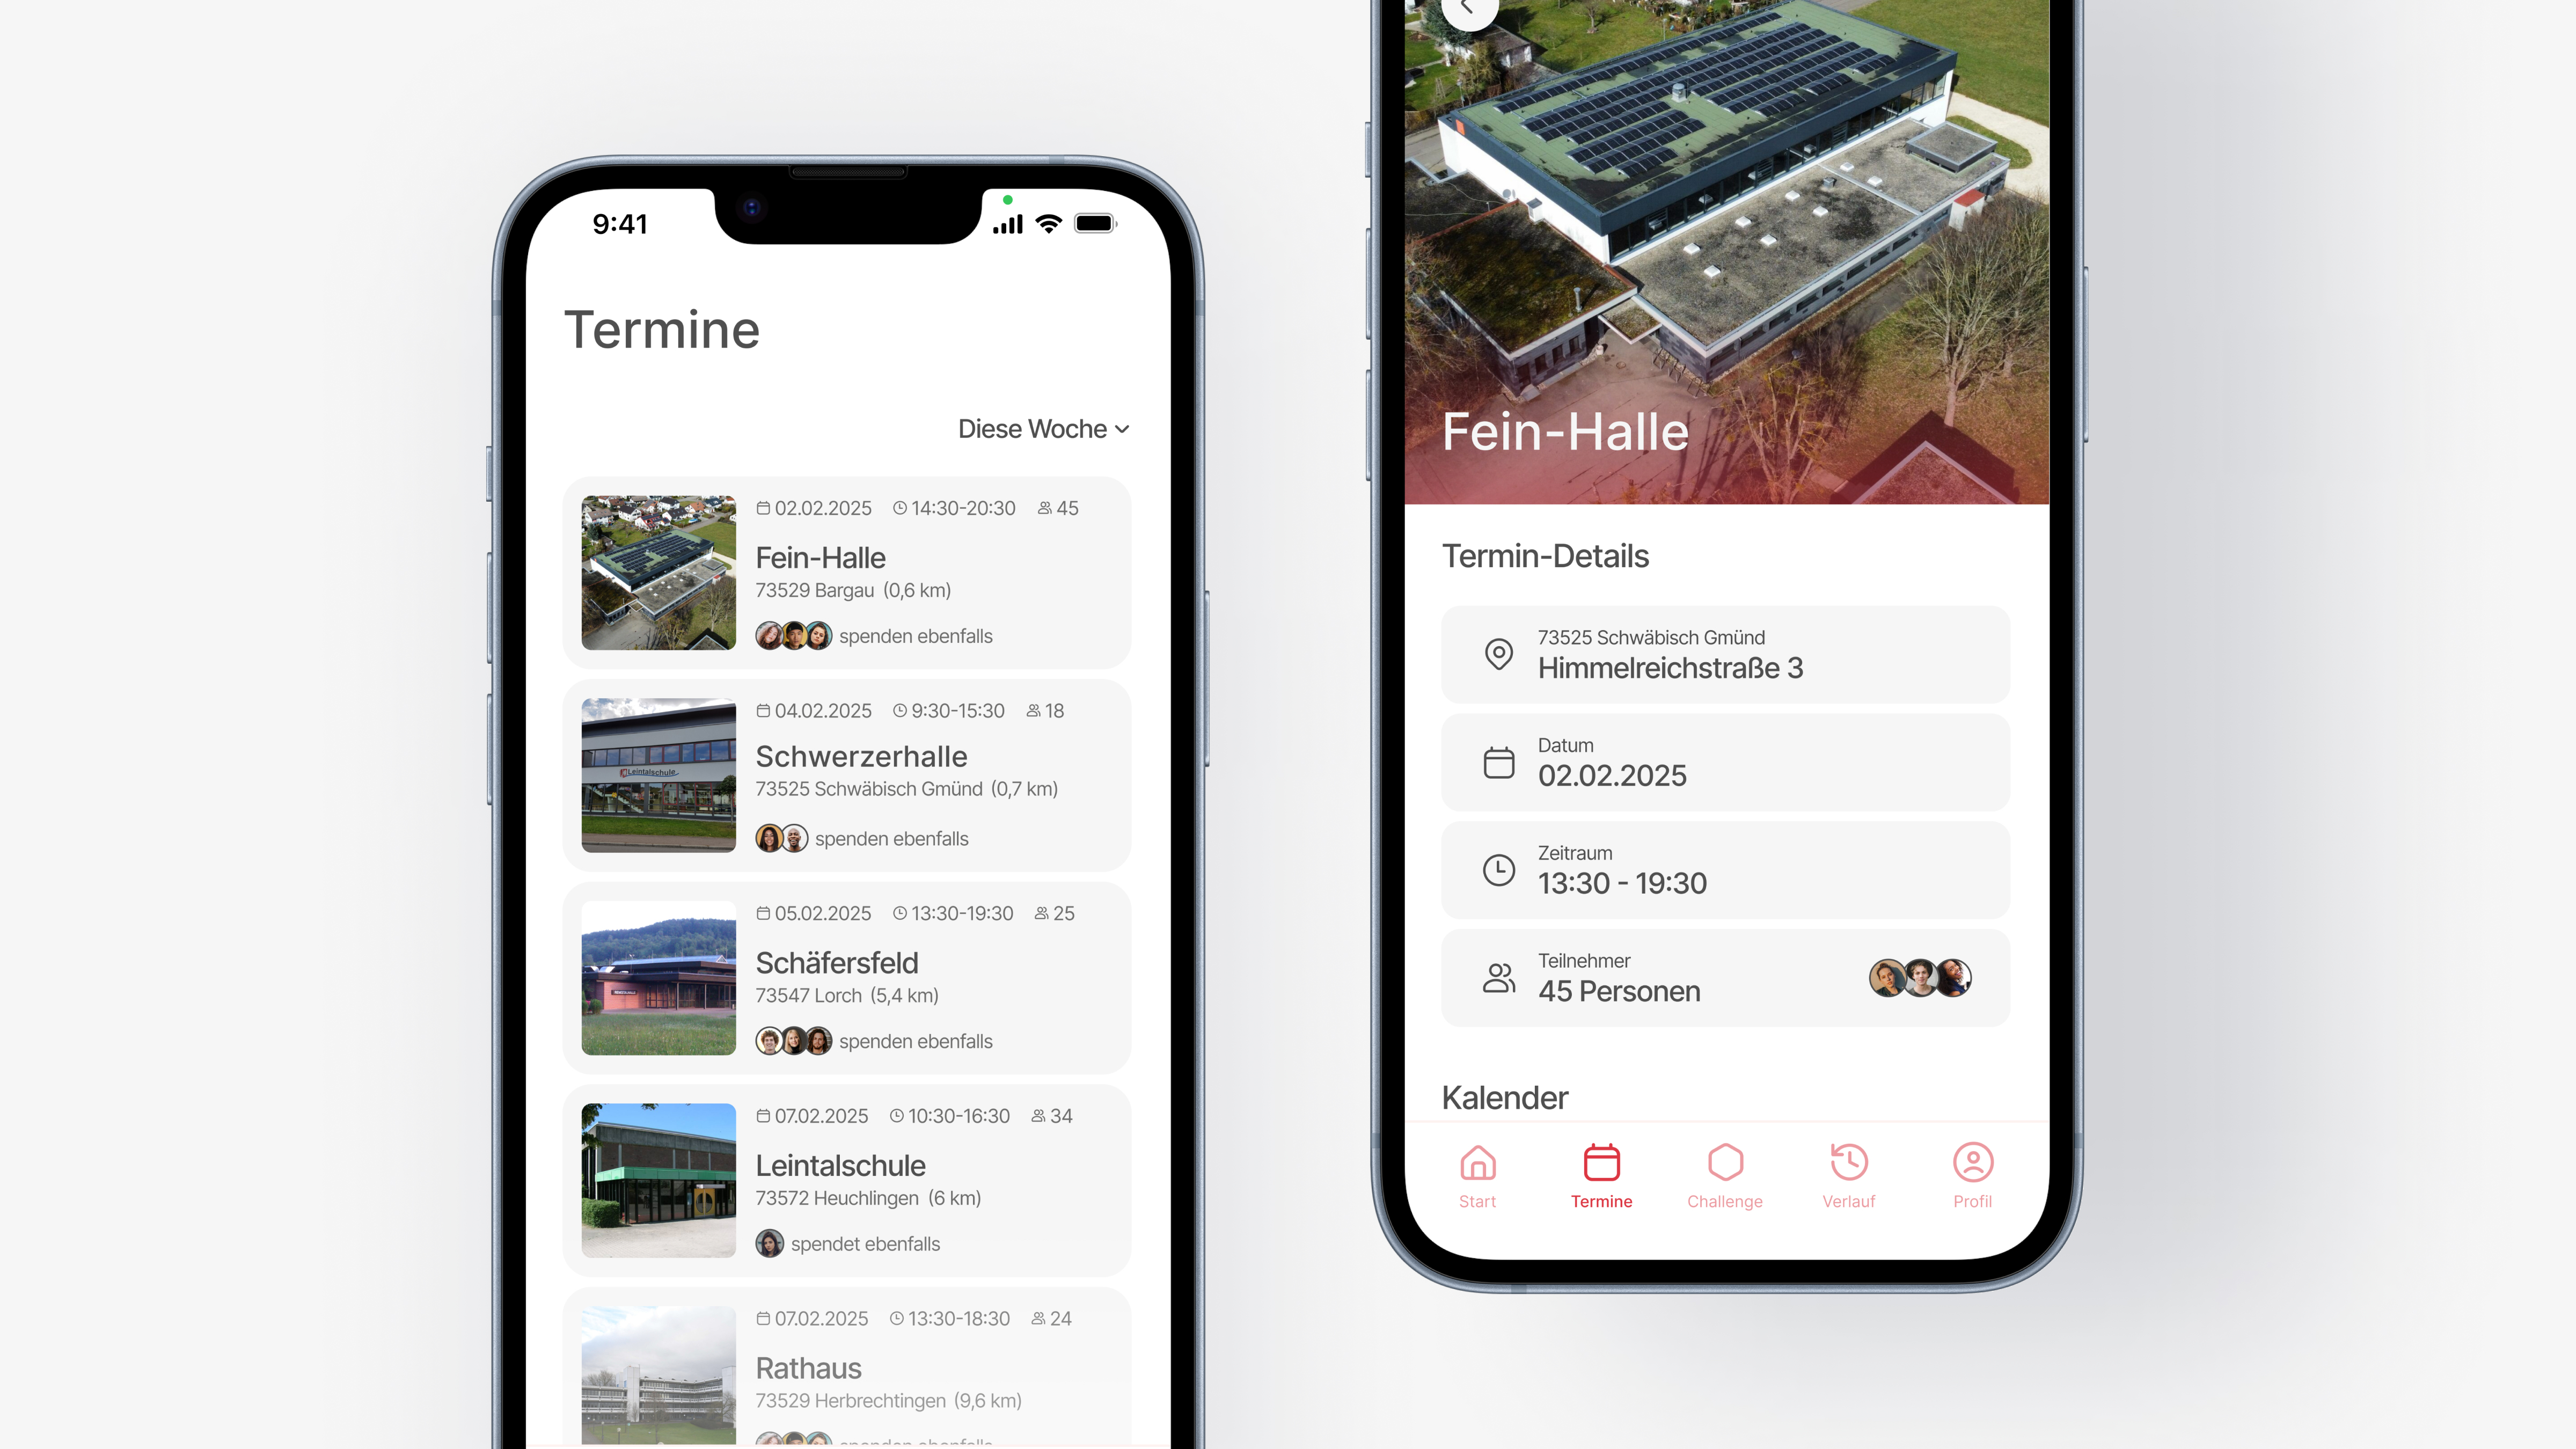 9:41
Termine
Diese Woche
02.02.2025 14:30-20:30 45
Fein-Halle
73529 Bargau (0,6 km)
spenden ebenfalls
04.02.2025 9:30-15:30 18
Schwerzerhalle
73525 Schwäbisch Gmünd (0,7 km)
spenden ebenfalls
Leintalschule
05.02.2025 13:30-19:30 25
Schäfersfeld
73547 Lorch (5,4 km)
spenden ebenfalls
07.02.2025 10:30-16:30 34
Leintalschule
73572 Heuchlingen (6 km)
spendet ebenfalls
07.02.2025 13:30-18:30 24
Rathaus
73529 Herbrechtingen (9,6 km)
spenden ebenfalls
Fein-Halle
Termin-Details
73525 Schwäbisch Gmünd
Himmelreichstraße 3
Datum
02.02.2025
Zeitraum
13:30 - 19:30
Teilnehmer
45 Personen
Kalender
Start Termine Challenge Verlauf Profil